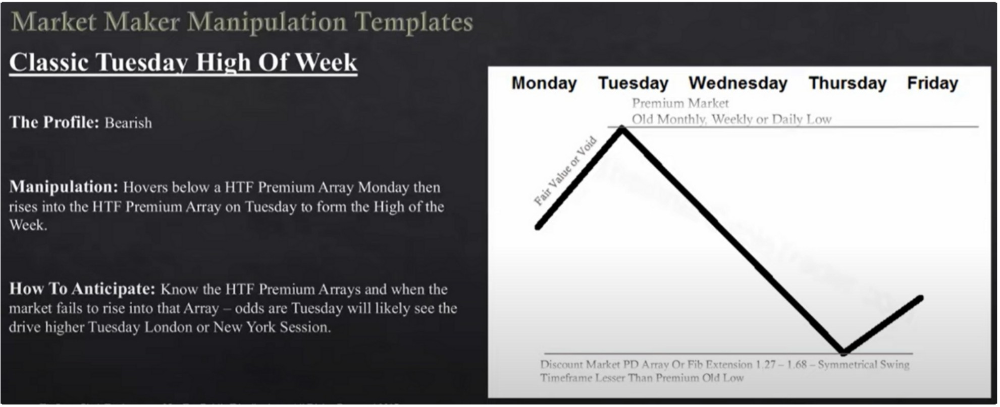 Market Maker Manipulation Templates
Classic Tuesday High Of Week
The Profile: Bearish
Manipulation: Hovers below a HTF Premium Array Monday then
rises into the HTF Premium Array on Tuesday to form the High of the
Week.
How To Anticipate: Know the HTF Premium Arrays and when the
market fails to rise into that Array – odds are Tuesday will likely see the
drive higher Tuesday London or New York Session.
Monday Tuesday Wednesday Thursday Friday
Premium Market
Old Monthly, Weekly or Daily Low
Fair Value or Void
Discount Market PD Array Or Fib Extension 1.27 – 1.68 – Symmetrical Swing
Timeframe Lesser Than Premium Old Low